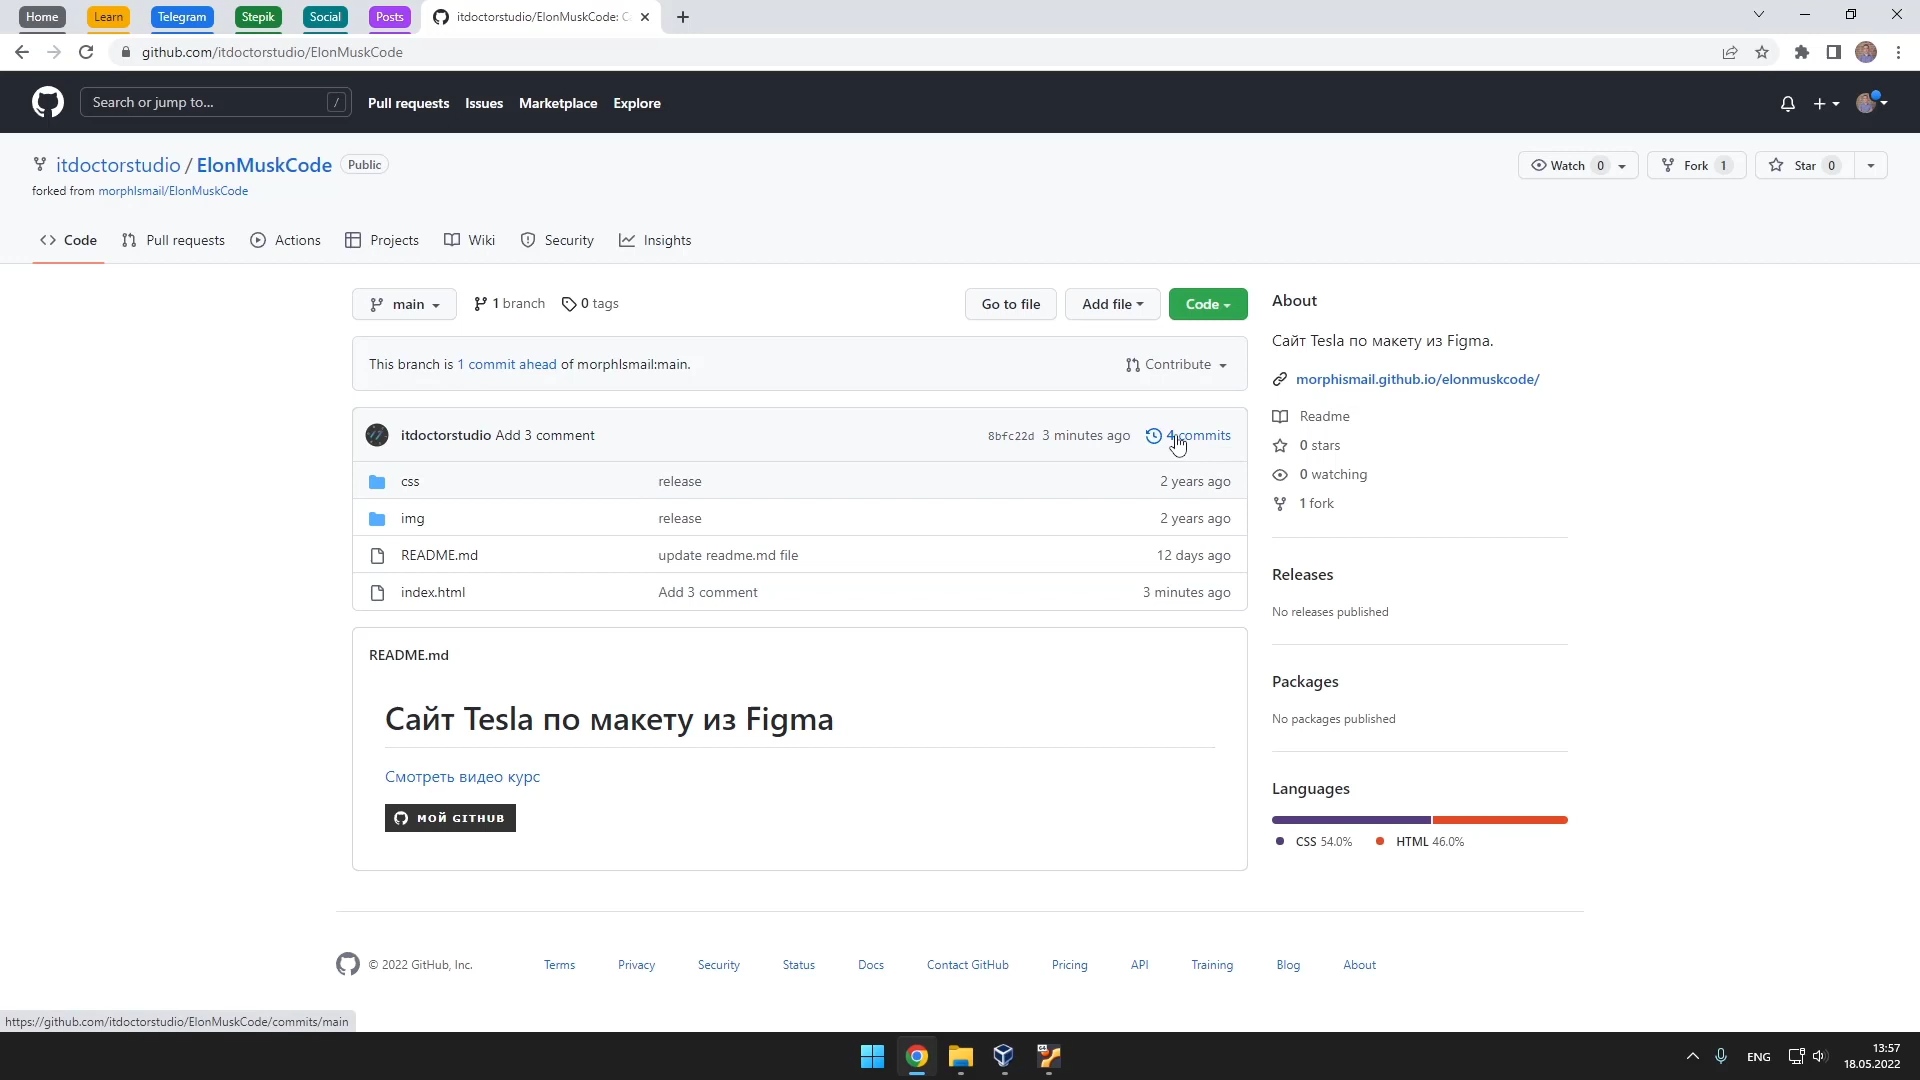 Home Learn Telegram Stepik Social Posts itdoctorstudio/ElonMuskCode: С
github.com/itdoctorstudio/ElonMuskCode
Search or jump to... / Pull requests Issues Marketplace Explore
itdoctorstudio / ElonMuskCode Public Watch 0 Fork 1 Star 0
forked from morphIsmail/ElonMuskCode
Code Pull requests Actions Projects Wiki Security Insights
main 1 branch 0 tags Go to file Add file Code
This branch is 1 commit ahead of morphIsmail:main. Contribute
itdoctorstudio Add 3 comment 8bfc22d 3 minutes ago 4 commits
css release 2 years ago
img release 2 years ago
README.md update readme.md file 12 days ago
index.html Add 3 comment 3 minutes ago
README.md
Сайт Tesla по макету из Figma
Смотреть видео курс
МОЙ GITHUB
About
Сайт Tesla по макету из Figma.
morphismail.github.io/elonmuskcode/
Readme
0 stars
0 watching
1 fork
Releases
No releases published
Packages
No packages published
Languages
CSS 54.0% HTML 46.0%
© 2022 GitHub, Inc. Terms Privacy Security Status Docs Contact GitHub Pricing API Training Blog About
https://github.com/itdoctorstudio/ElonMuskCode/commits/main
ENG 13:57
18.05.2022